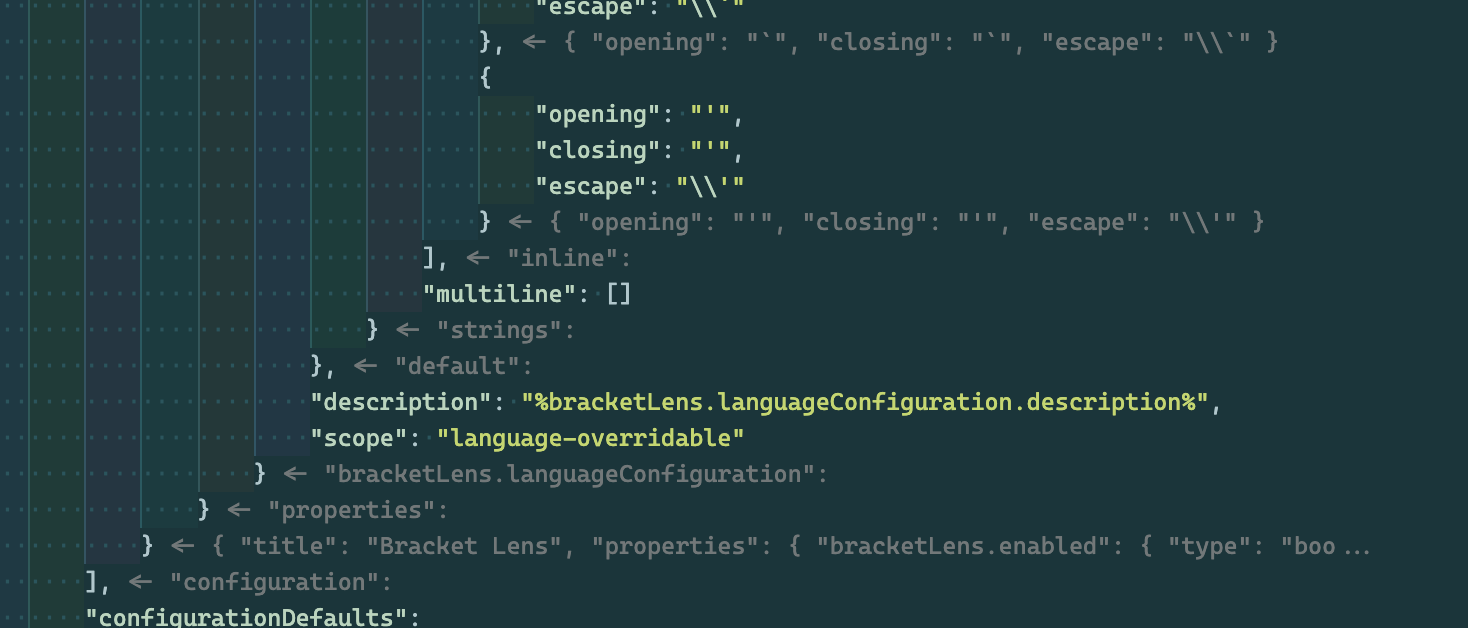 "escape": "\\`"
}, ← { "opening": "`", "closing": "`", "escape": "\\`" }
{
"opening": "'",
"closing": "'",
"escape": "\\'"
} ← { "opening": "'", "closing": "'", "escape": "\\'" }
], ← "inline":
"multiline": []
} ← "strings":
}, ← "default":
"description": "%bracketLens.languageConfiguration.description%",
"scope": "language-overridable"
} ← "bracketLens.languageConfiguration":
} ← "properties":
} ← { "title": "Bracket Lens", "properties": { "bracketLens.enabled": { "type": "boo ...
], ← "configuration":
"configurationDefaults":